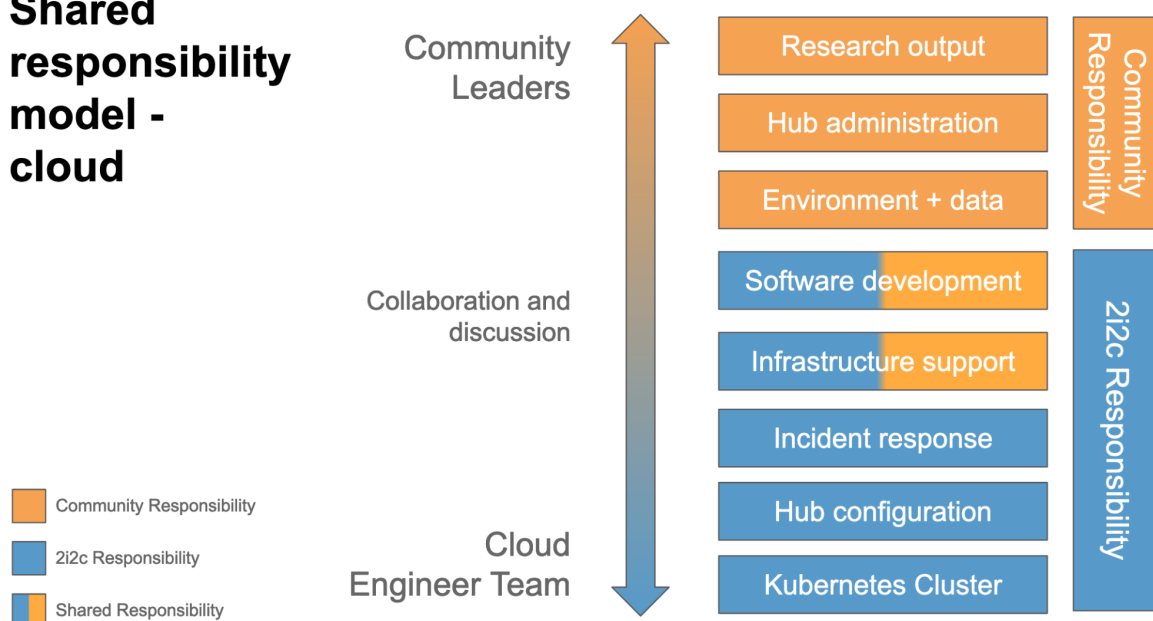 Shared
responsibility
model -
cloud
Community
Leaders
Collaboration and
discussion
Cloud
Engineer Team
Research output
Hub administration
Environment + data
Software development
Infrastructure support
Incident response
Hub configuration
Kubernetes Cluster
Community
Responsibility
2i2c Responsibility
Community Responsibility
2i2c Responsibility
Shared Responsibility